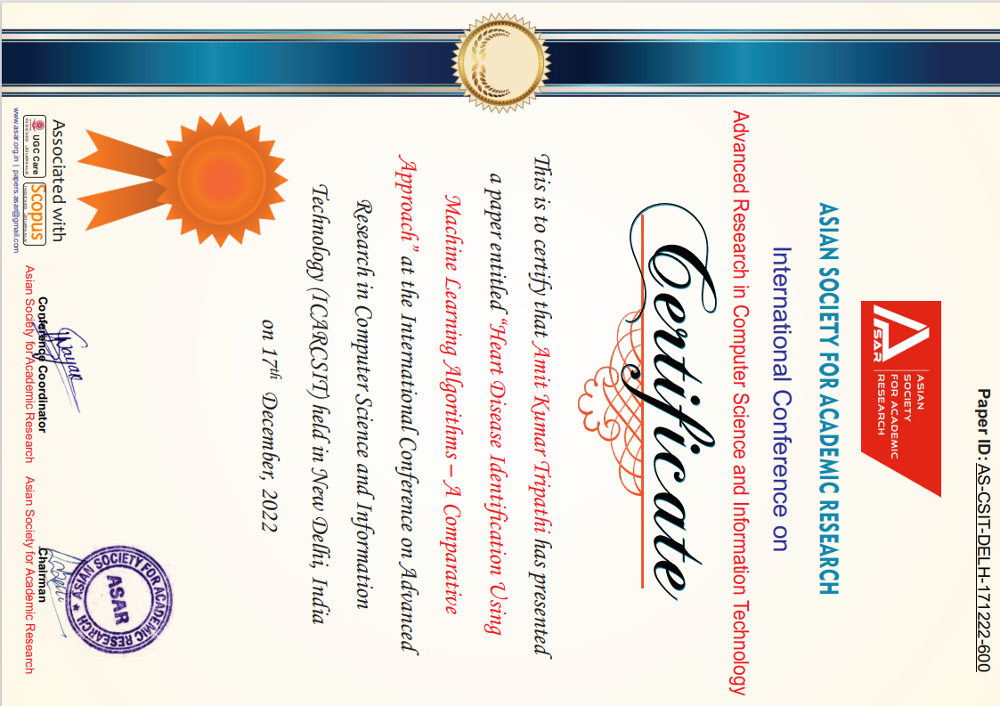 Paper ID: AS-CSIT-DELH-171222-600
ASAR
ASIAN
SOCIETY
FOR ACADEMIC
RESEARCH
ASIAN SOCIETY FOR ACADEMIC RESEARCH
International Conference on
Advanced Research in Computer Science and Information Technology
Certificate
This is to certify that Amit Kumar Tripathi has presented
a paper entitled “Heart Disease Identification Using
Machine Learning Algorithms – A Comparative
Approach” at the International Conference on Advanced
Research in Computer Science and Information
Technology (ICARCSIT) held in New Delhi, India
on 17th December, 2022
Associated with
UGC Care
INDEXED JOURNALS
Scopus
INDEXED JOURNALS
www.asar.org.in | papers.asar@gmail.com
Conference Coordinator
Asian Society for Academic Research
ASIAN SOCIETY FOR ACADEMIC RESEARCH
ASAR
Chairman
Asian Society for Academic Research